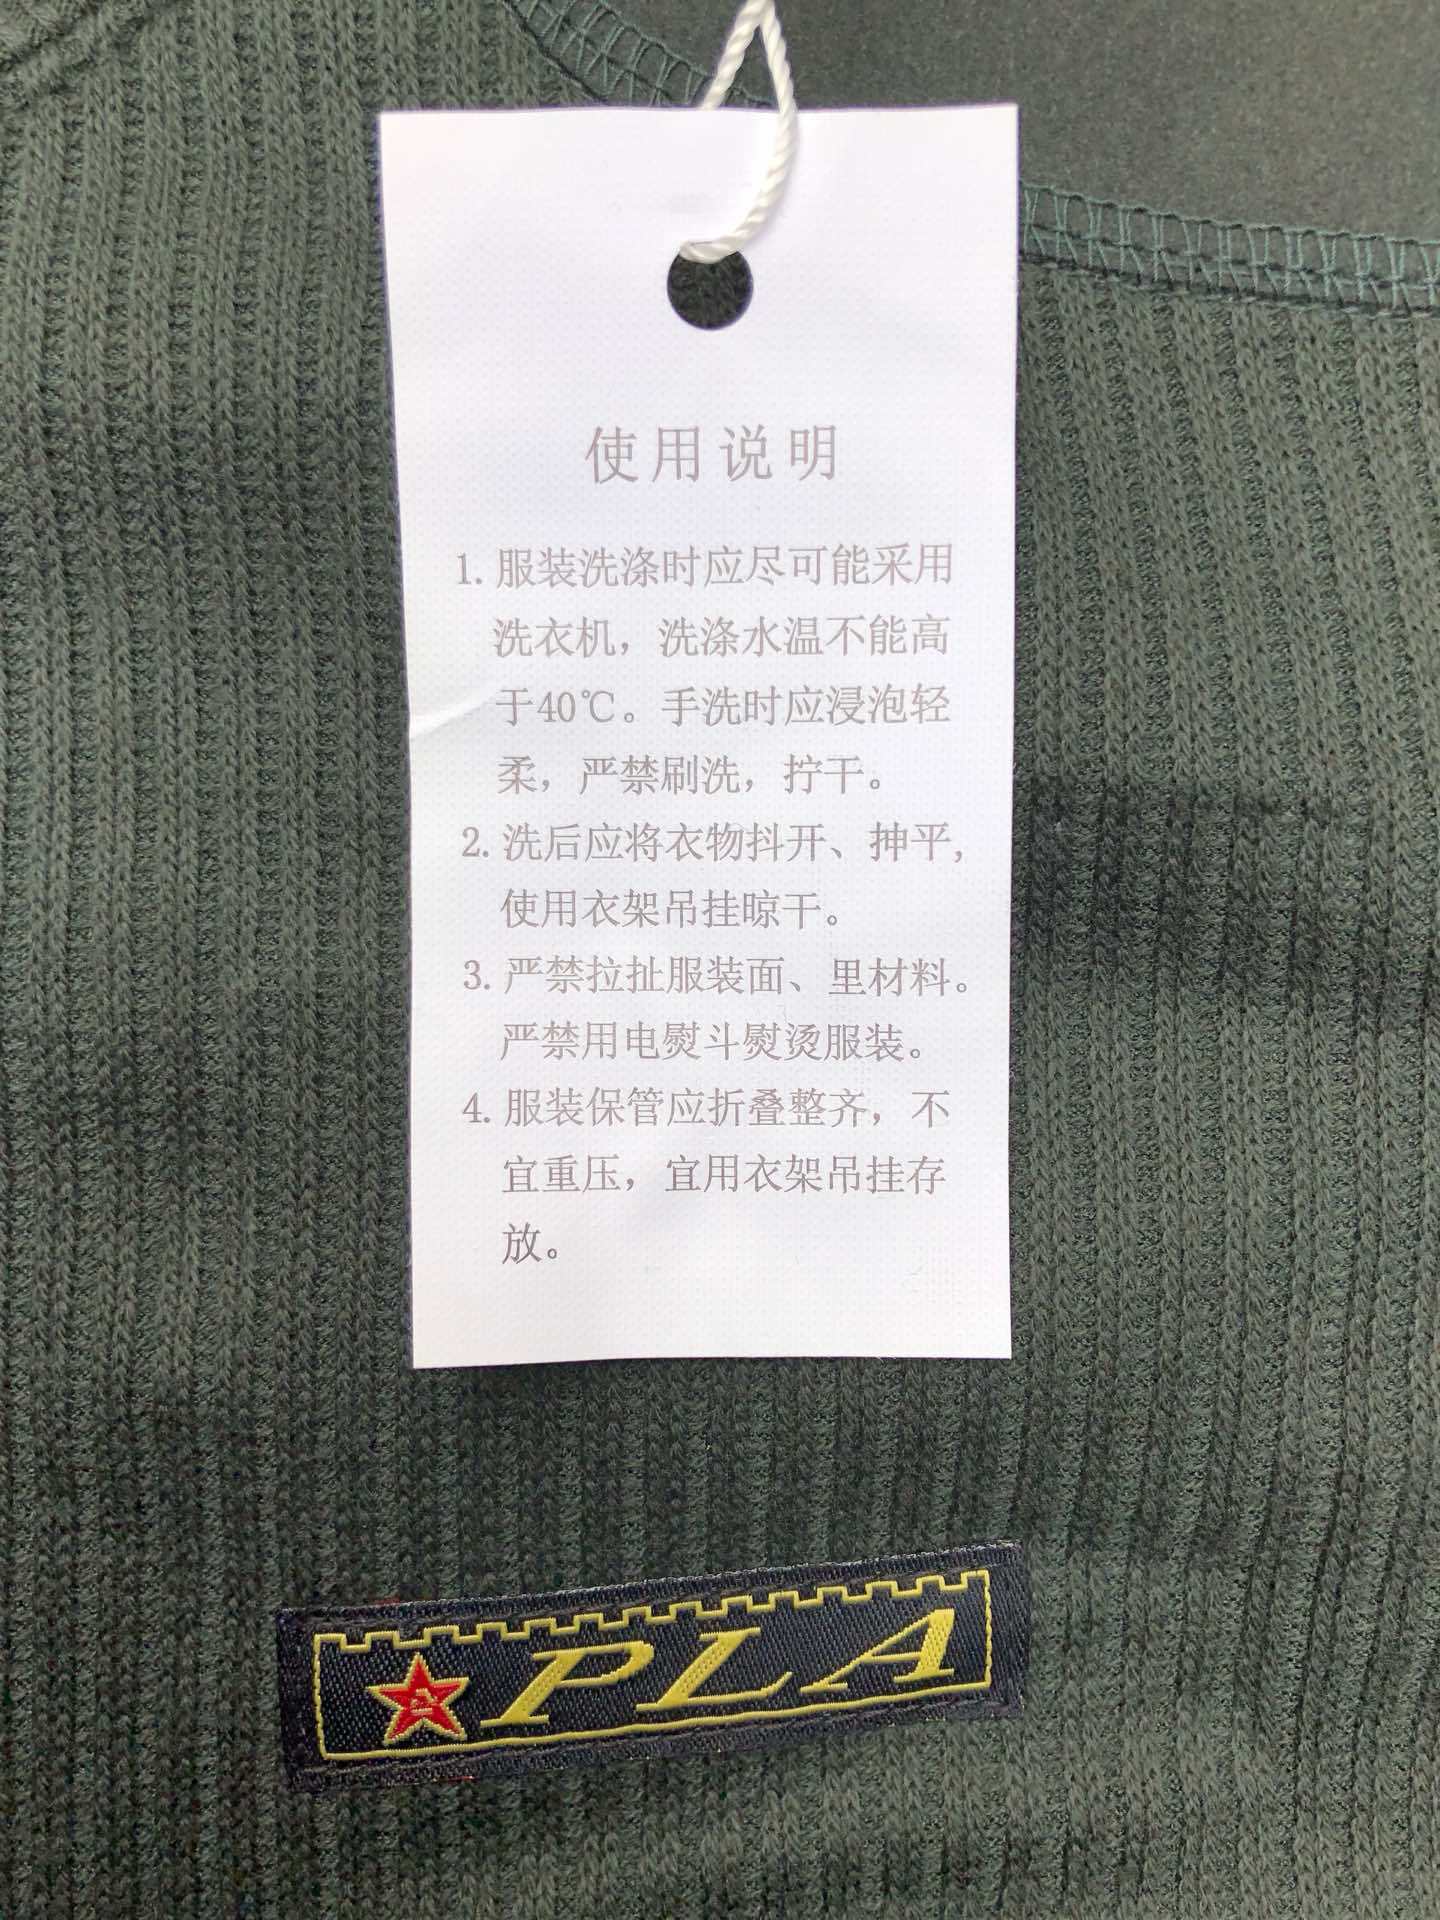 使用说明
1. 服装洗涤时应尽可能采用
洗衣机，洗涤水温不能高
于40℃。手洗时应浸泡轻
柔，严禁刷洗，拧干。
2. 洗后应将衣物抖开、抻平，
使用衣架吊挂晾干。
3. 严禁拉扯服装面、里材料。
严禁用电熨斗熨烫服装。
4. 服装保管应折叠整齐，不
宜重压，宜用衣架吊挂存
放。
PLA